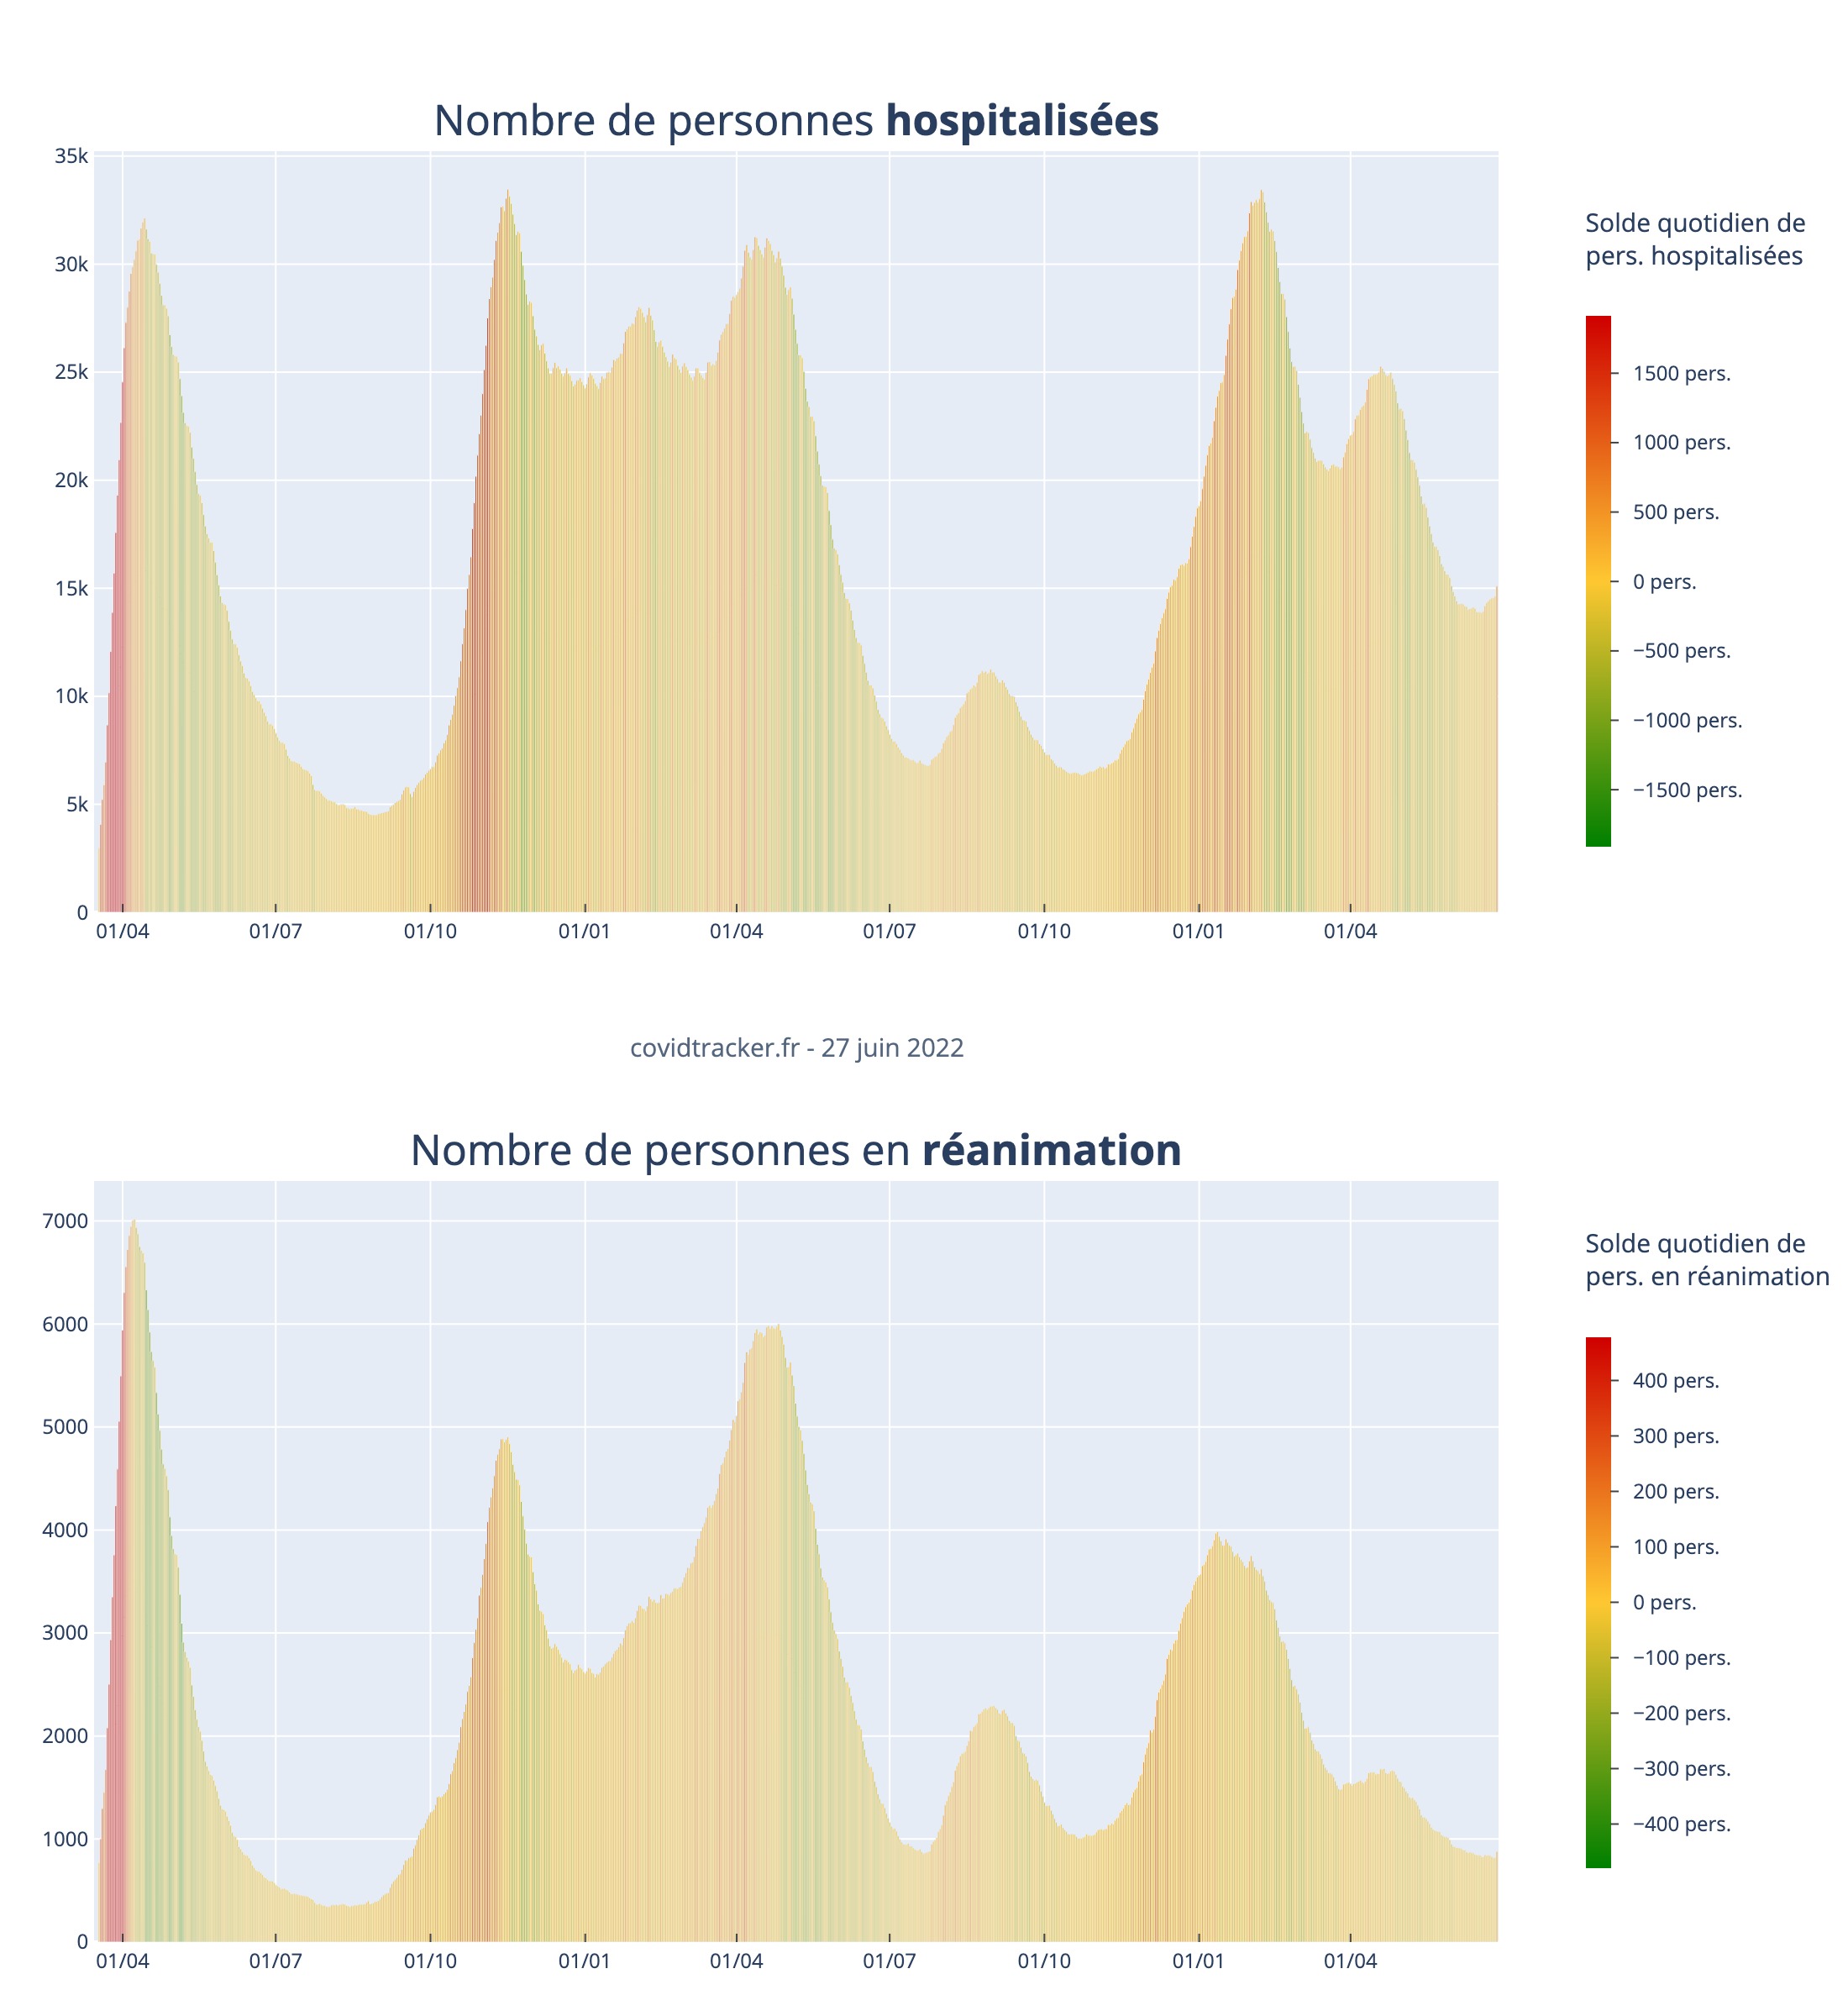 Nombre de personnes hospitalisées
35k
30k
25k
20k
15k
10k
5k
0
01/04 01/07 01/10 01/01 01/04 01/07 01/10 01/01 01/04
Solde quotidien de
pers. hospitalisées
1500 pers.
1000 pers.
500 pers.
0 pers.
−500 pers.
−1000 pers.
−1500 pers.
covidtracker.fr - 27 juin 2022
Nombre de personnes en réanimation
7000
6000
5000
4000
3000
2000
1000
0
01/04 01/07 01/10 01/01 01/04 01/07 01/10 01/01 01/04
Solde quotidien de
pers. en réanimation
400 pers.
300 pers.
200 pers.
100 pers.
0 pers.
−100 pers.
−200 pers.
−300 pers.
−400 pers.